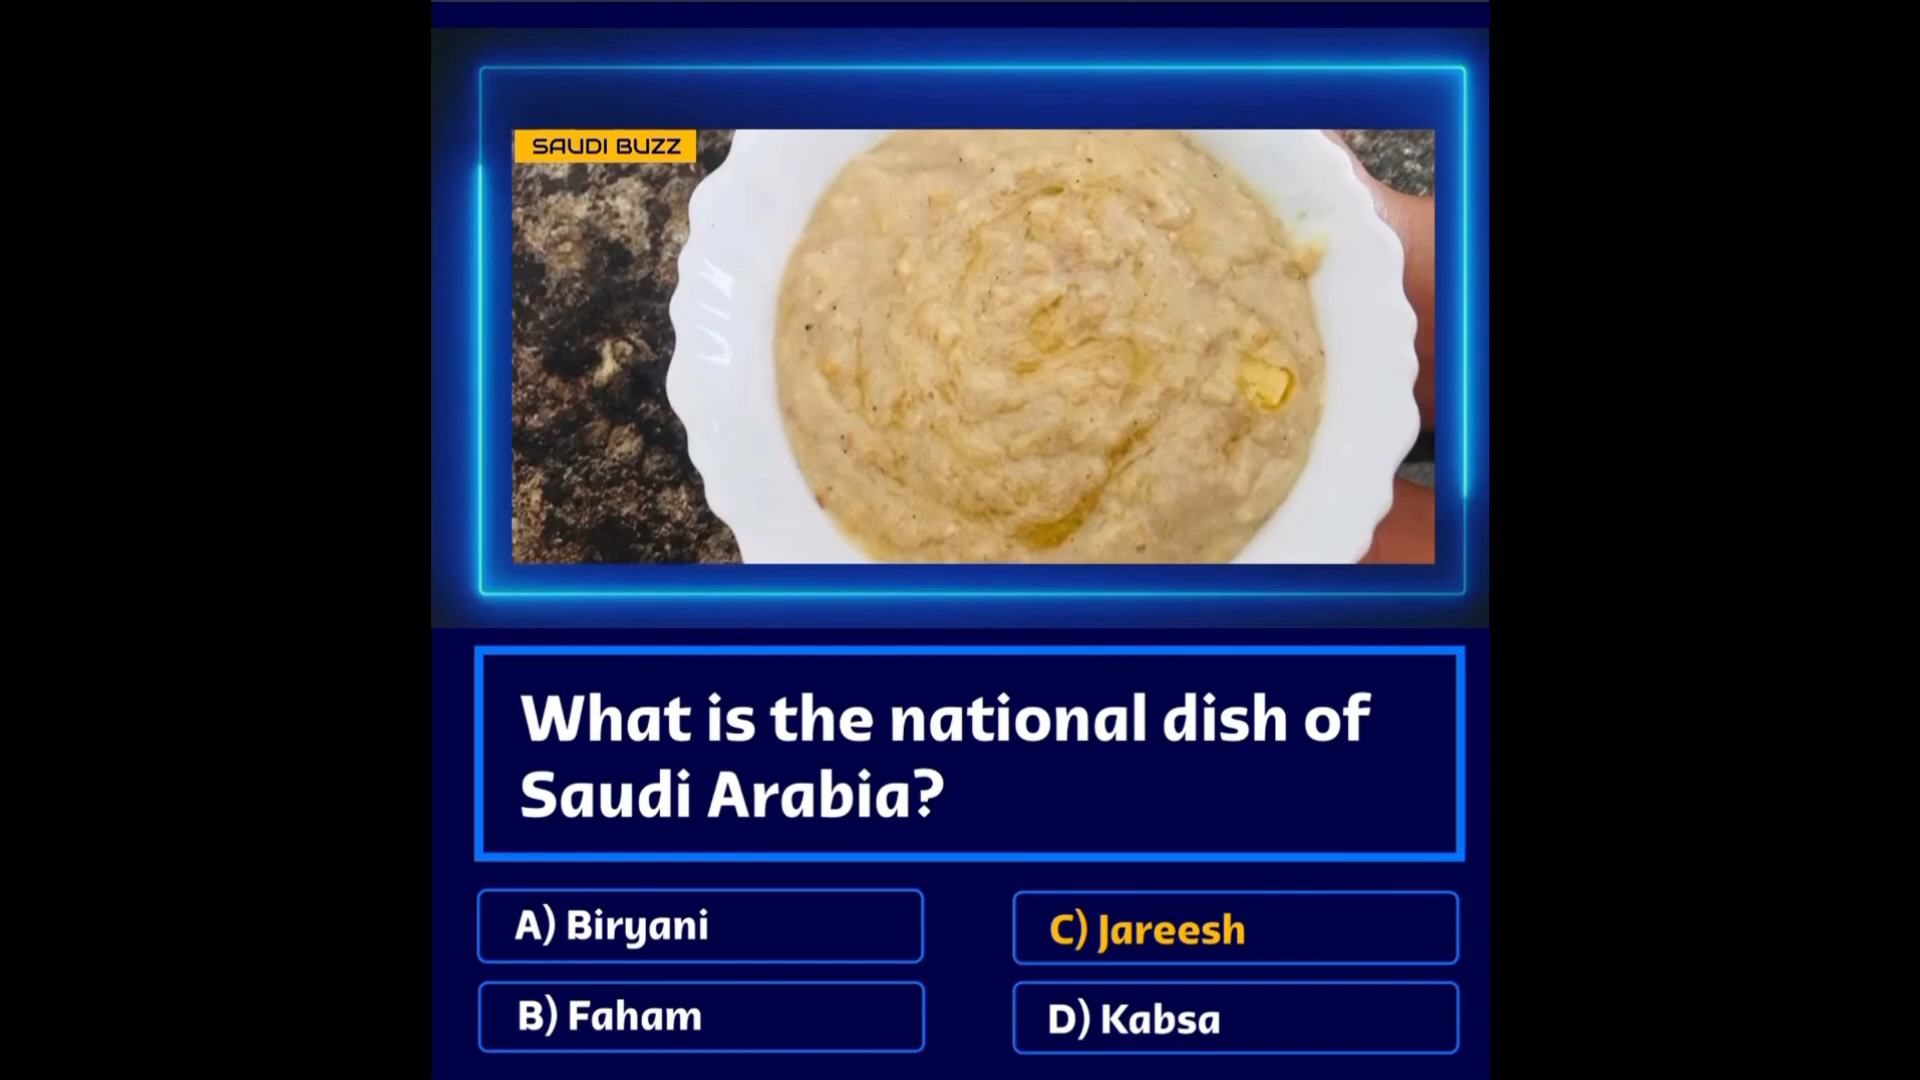 SAUDI BUZZ
What is the national dish of
Saudi Arabia?
A) Biryani
C) Jareesh
B) Faham
D) Kabsa